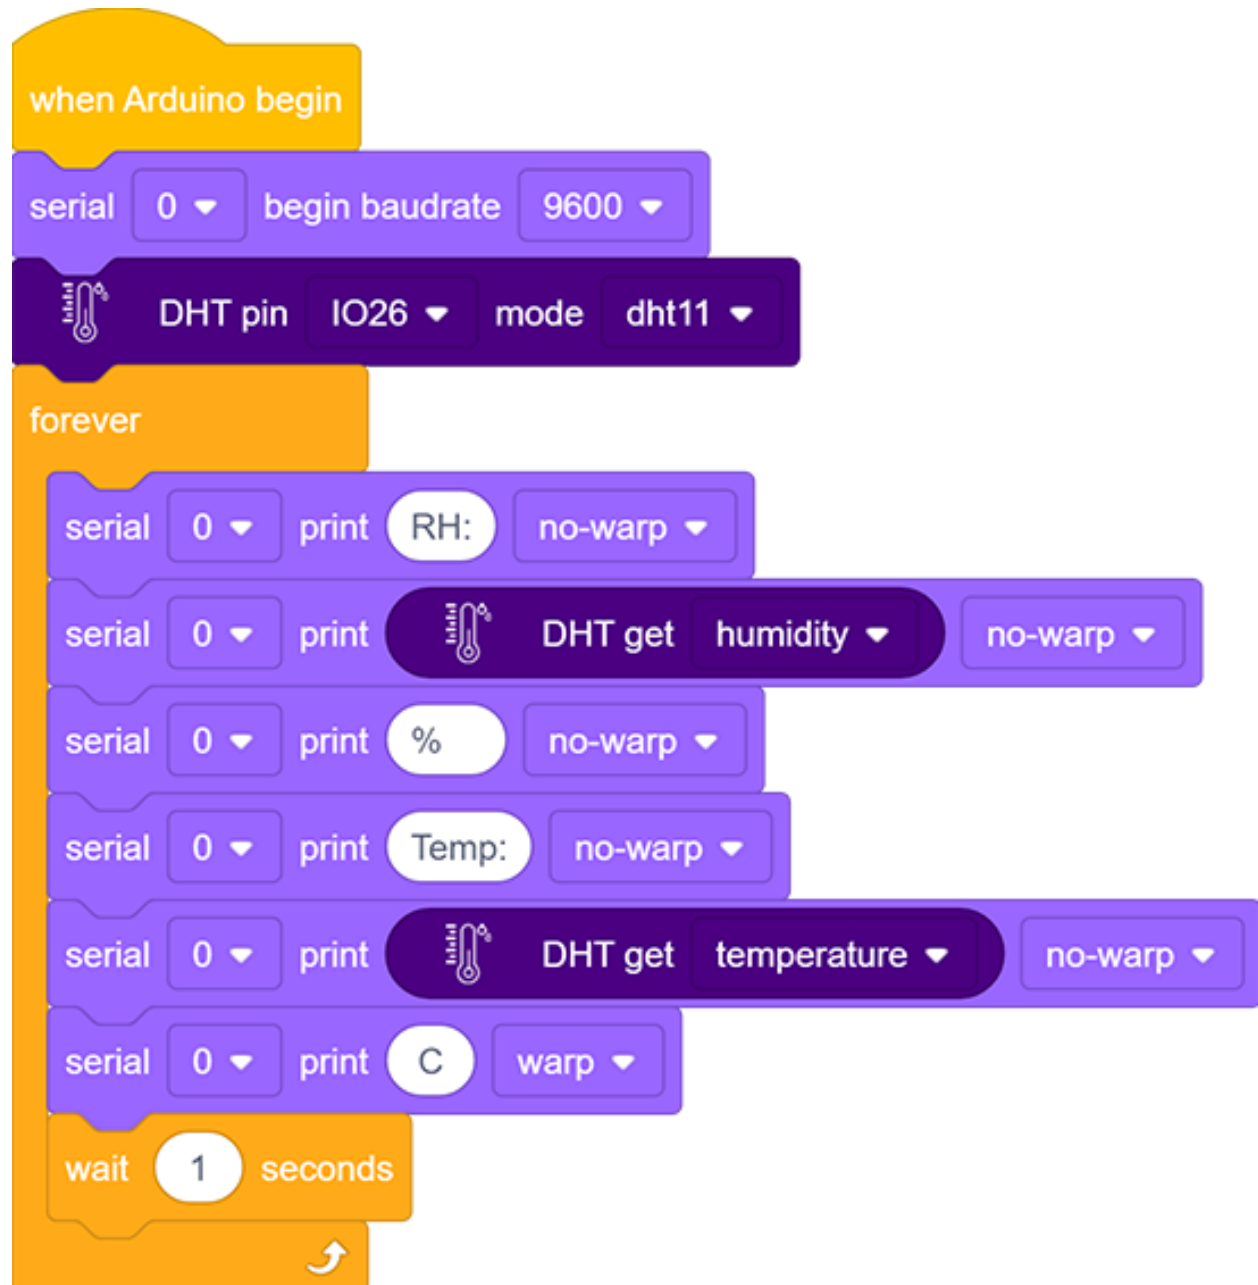 when Arduino begin
serial 0 begin baudrate 9600
DHT pin IO26 mode dht11
forever
serial 0 print RH: no-warp
serial 0 print DHT get humidity no-warp
serial 0 print % no-warp
serial 0 print Temp: no-warp
serial 0 print DHT get temperature no-warp
serial 0 print C warp
wait 1 seconds